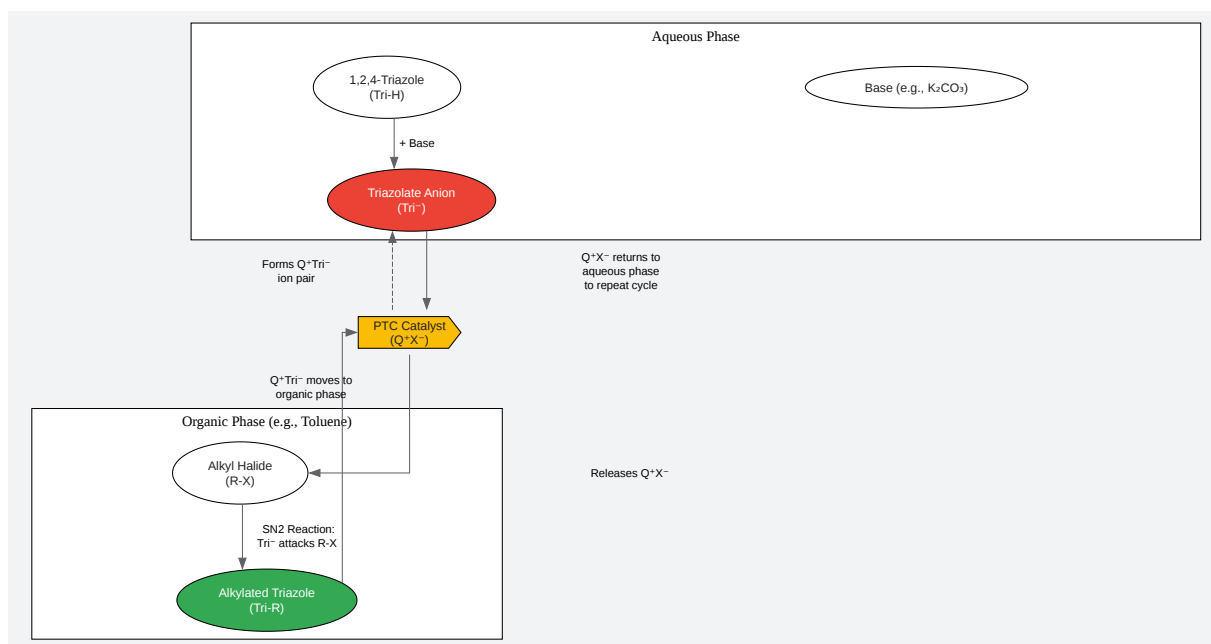 Aqueous Phase
1,2,4-Triazole
(Tri-H)
Base (e.g., K₂CO₃)
+ Base
Triazolate Anion
(Tri⁻)
Forms Q⁺Tri⁻
ion pair
Q⁺X⁻ returns to
aqueous phase
to repeat cycle
PTC Catalyst
(Q⁺X⁻)
Q⁺Tri⁻ moves to
organic phase
Organic Phase (e.g., Toluene)
Alkyl Halide
(R-X)
Releases Q⁺X⁻
SN2 Reaction:
Tri⁻ attacks R-X
Alkylated Triazole
(Tri-R)